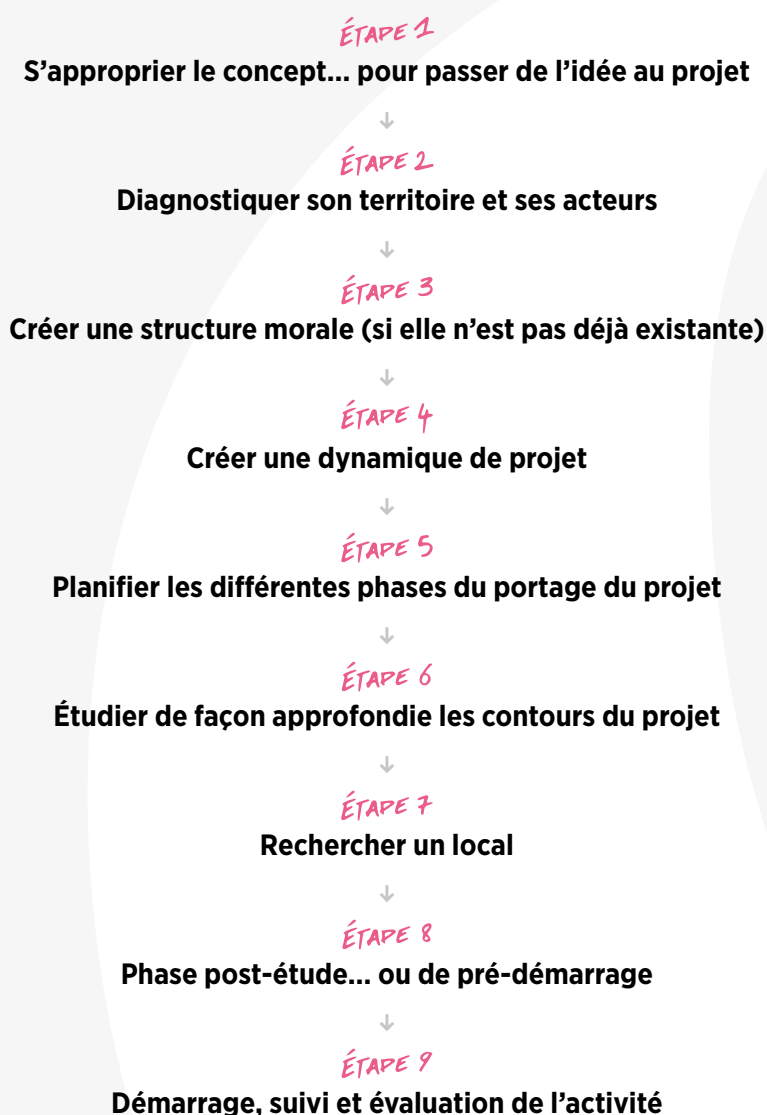 ÉTAPE 1
S’approprier le concept... pour passer de l’idée au projet
↓
ÉTAPE 2
Diagnostiquer son territoire et ses acteurs
↓
ÉTAPE 3
Créer une structure morale (si elle n’est pas déjà existante)
↓
ÉTAPE 4
Créer une dynamique de projet
↓
ÉTAPE 5
Planifier les différentes phases du portage du projet
↓
ÉTAPE 6
Étudier de façon approfondie les contours du projet
↓
ÉTAPE 7
Rechercher un local
↓
ÉTAPE 8
Phase post-étude... ou de pré-démarrage
↓
ÉTAPE 9
Démarrage, suivi et évaluation de l’activité